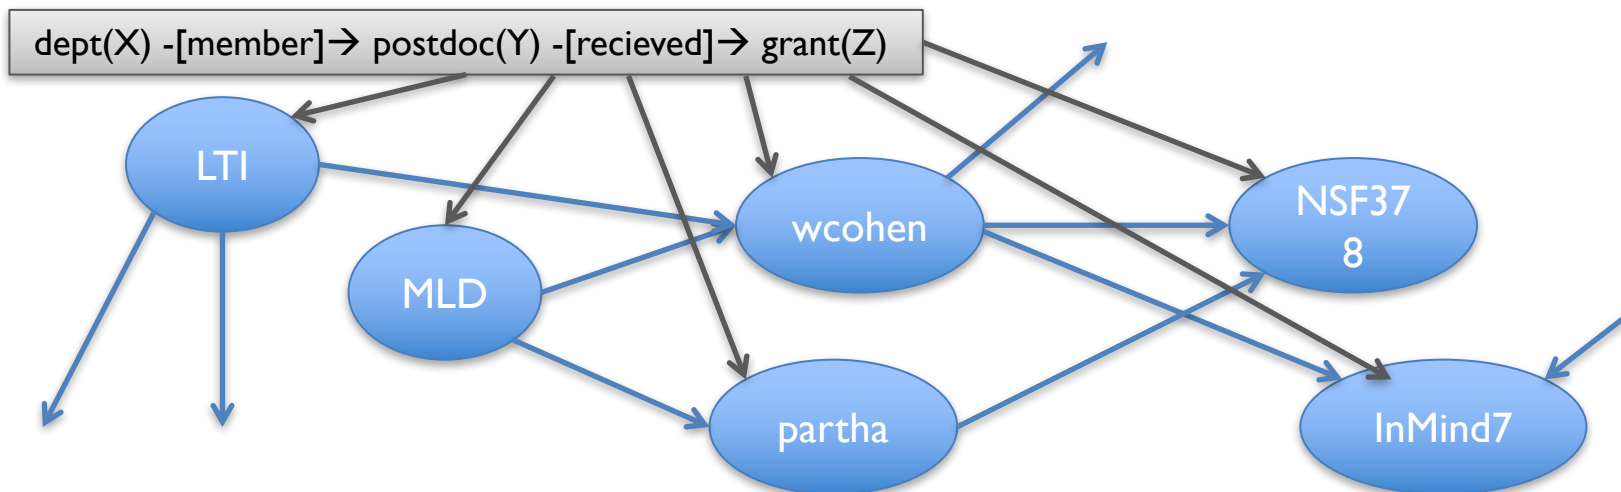 dept(X) -[member]→ postdoc(Y) -[recieved]→ grant(Z)
LTI
wcohen
NSF37
8
MLD
partha
InMind7